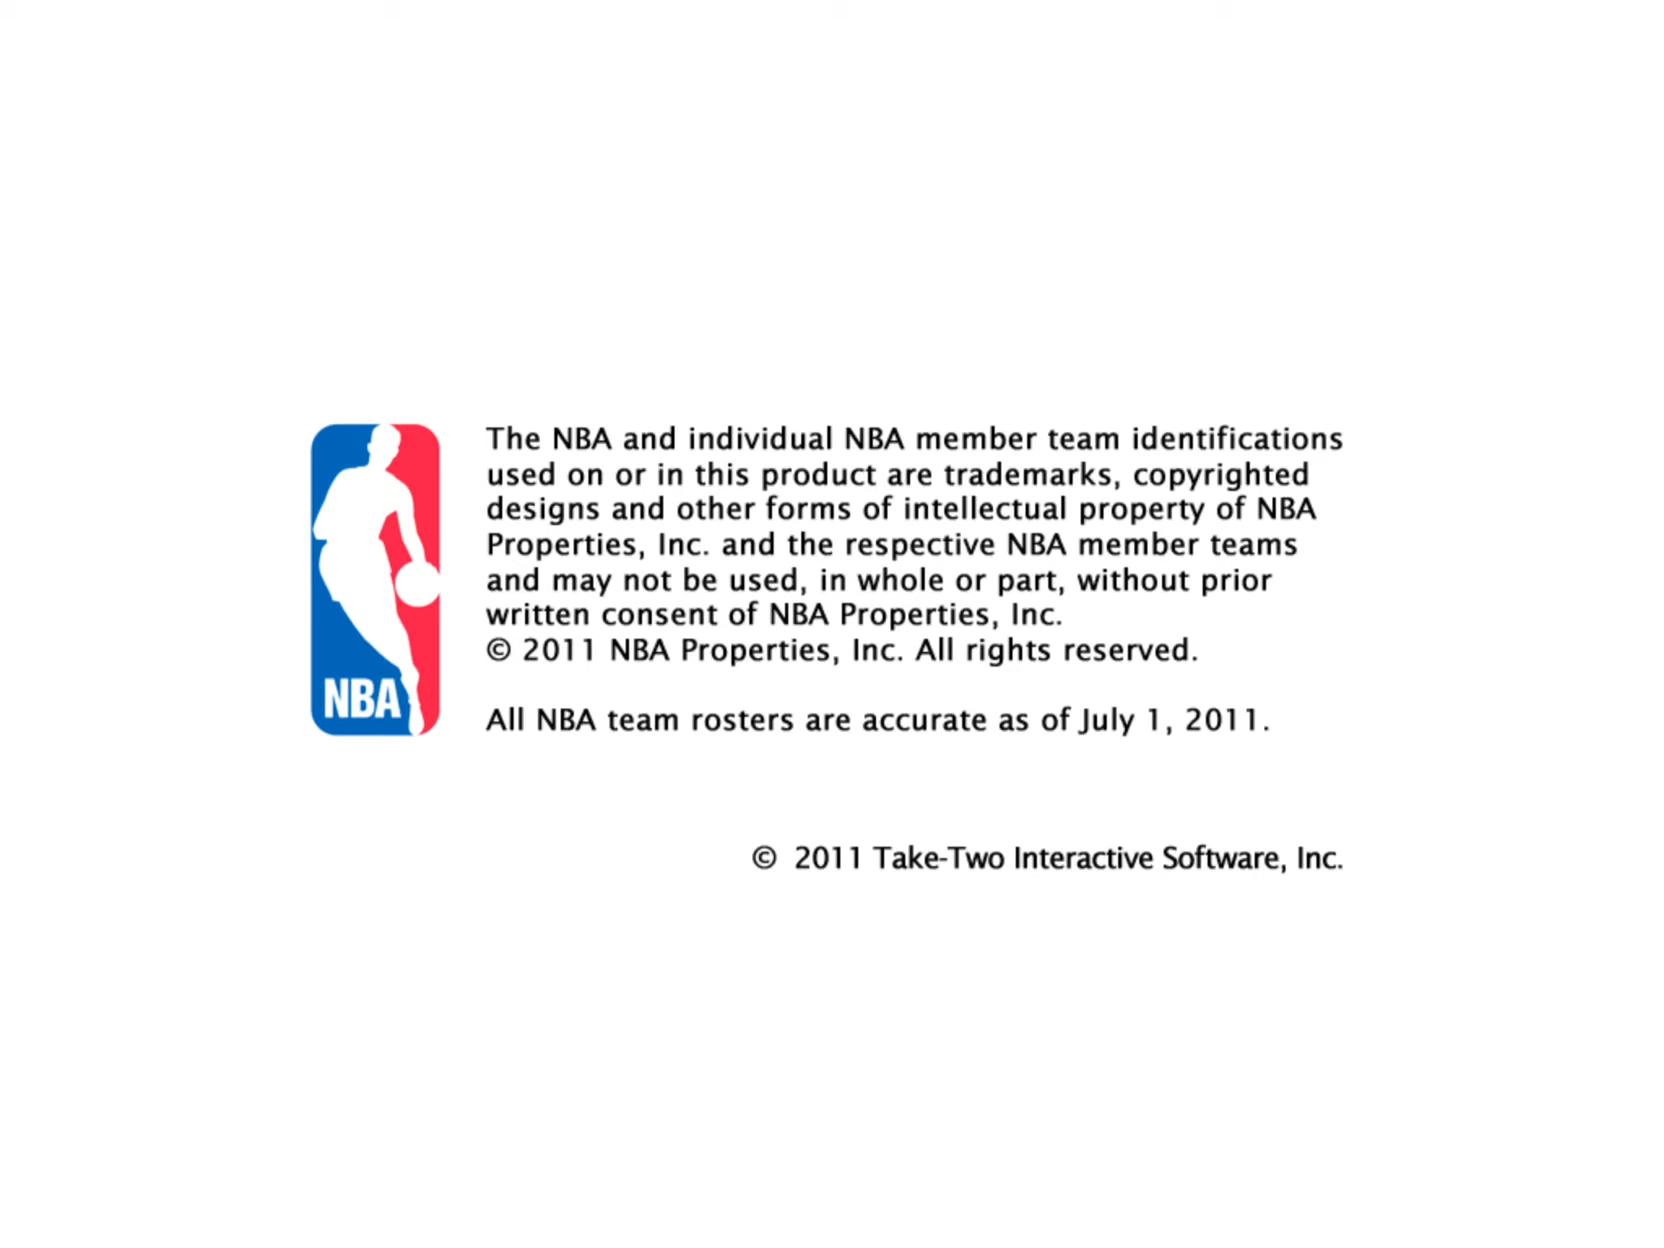 The NBA and individual NBA member team identifications
used on or in this product are trademarks, copyrighted
designs and other forms of intellectual property of NBA
Properties, Inc. and the respective NBA member teams
and may not be used, in whole or part, without prior
written consent of NBA Properties, Inc.
© 2011 NBA Properties, Inc. All rights reserved.
NBA
All NBA team rosters are accurate as of July 1, 2011.
© 2011 Take-Two Interactive Software, Inc.